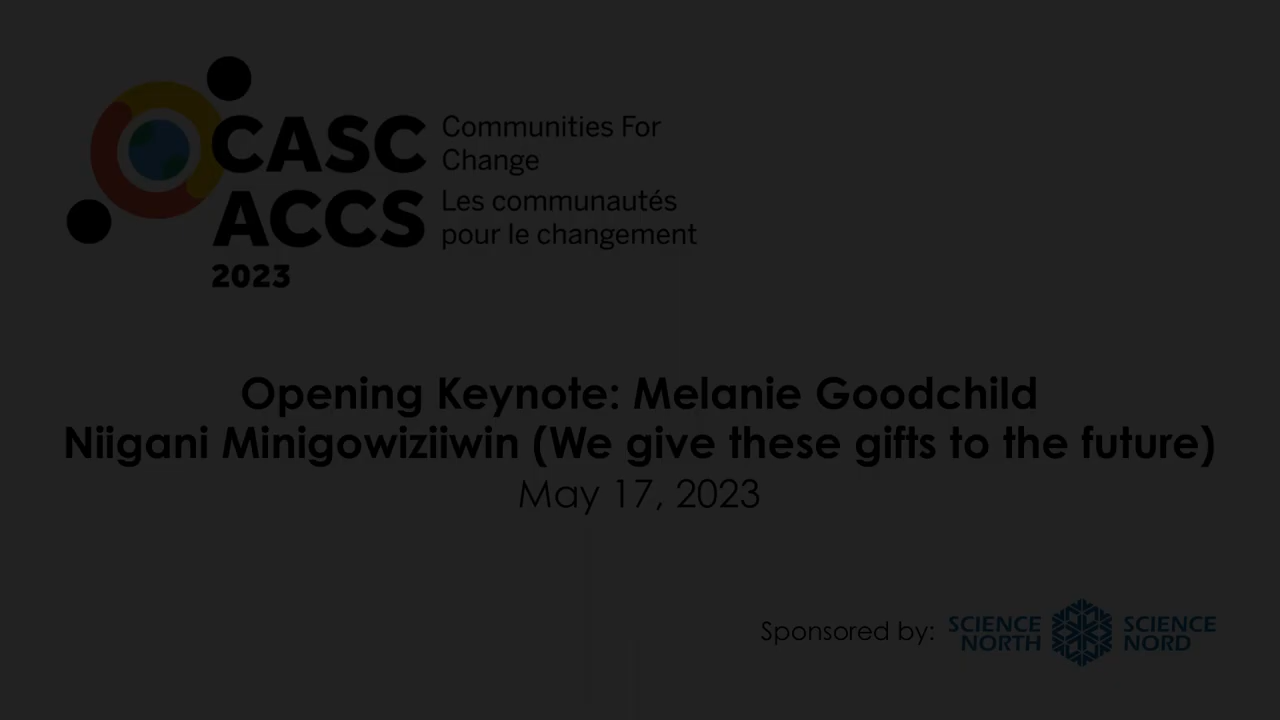 CASC
ACCS
2023
Communities For
Change
Les communautés
pour le changement
Opening Keynote: Melanie Goodchild
Niigani Minigowiziiwin (We give these gifts to the future)
May 17, 2023
Sponsored by:
SCIENCE
NORTH
SCIENCE
NORD